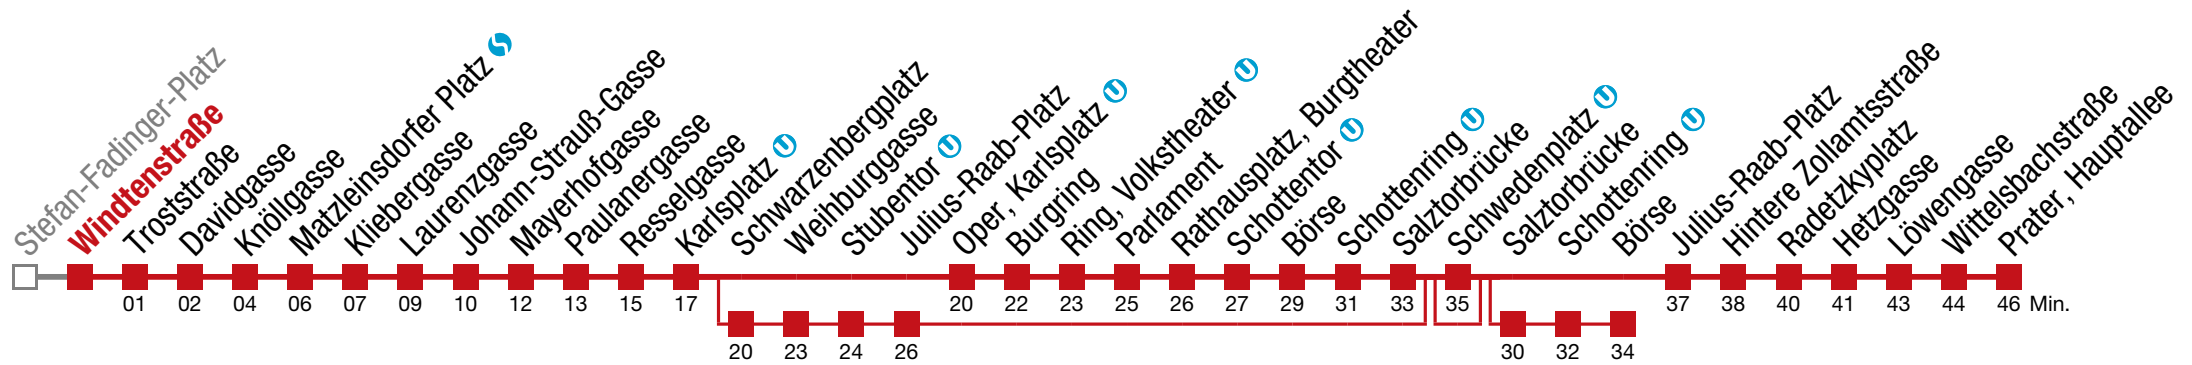 Stefan-Fadinger-Platz
Windtenstraße
Troststraße
Davidgasse
Knöllgasse
Matzleinsdorfer Platz S
Kliebergasse
Laurenzgasse
Johann-Strauß-Gasse
Mayerhofgasse
Paulanergasse
Resselgasse
Karlsplatz U
Schwarzenbergplatz
Weihburggasse
Stubentor U
Julius-Raab-Platz
Oper, Karlsplatz U
Burgring
Ring, Volkstheater U
Parlament
Rathausplatz, Burgtheater
Schottentor U
Börse
Schottenring U
Salztorbrücke
Schwedenplatz U
Salztorbrücke
Schottenring U
Börse
Julius-Raab-Platz
Hintere Zollamtsstraße
Radetzkyplatz
Hetzgasse
Löwengasse
Wittelsbachstraße
Prater, Hauptallee
01 02 04 06 07 09 10 12 13 15 17 20 22 23 25 26 27 29 31 33 35 37 38 40 41 43 44 46 Min.
20 23 24 26 30 32 34